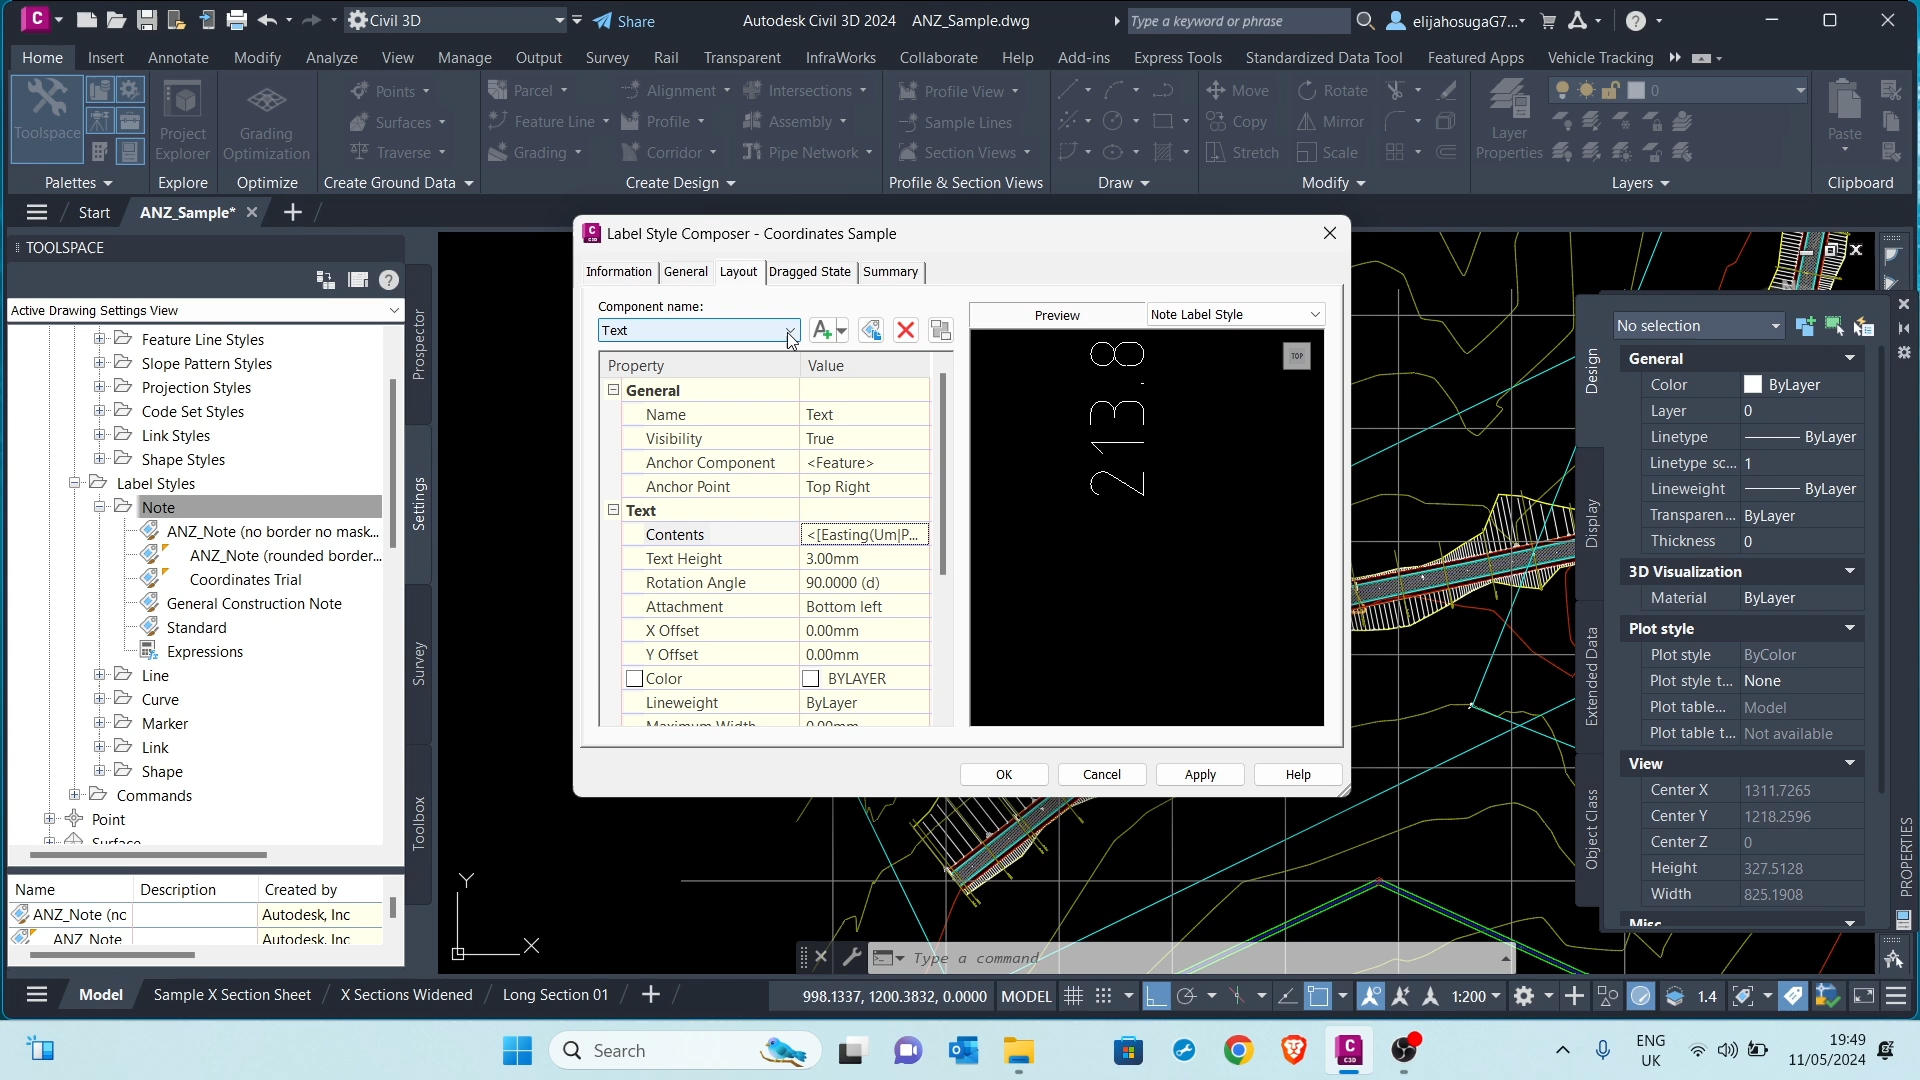 Civil 3D
Share
Autodesk Civil 3D 2024 ANZ_Sample.dwg
Type a keyword or phrase
elijahosugaG7...
Home Insert Annotate Modify Analyze View Manage Output Survey Rail Transparent InfraWorks Collaborate Help Add-ins Express Tools Standardized Data Tool Featured Apps Vehicle Tracking
Toolspace
Project Explorer
Grading Optimization
Points
Surfaces
Traverse
Parcel
Feature Line
Grading
Alignment
Profile
Corridor
Intersections
Assembly
Pipe Network
Profile View
Sample Lines
Section Views
Move
Copy
Stretch
Rotate
Mirror
Scale
Layer Properties
0
Paste
Palettes Explore Optimize Create Ground Data Create Design Profile & Section Views Draw Modify Layers Clipboard
Start ANZ_Sample*
TOOLSPACE
Active Drawing Settings View
Feature Line Styles
Slope Pattern Styles
Projection Styles
Code Set Styles
Link Styles
Shape Styles
Label Styles
Note
ANZ_Note (no border no mask...
ANZ_Note (rounded border...
Coordinates Trial
General Construction Note
Standard
Expressions
Line
Curve
Marker
Link
Shape
Commands
Point
Surface
Name Description Created by
ANZ_Note (nc Autodesk, Inc
ANZ_Note Autodesk, Inc
Prospector
Settings
Survey
Toolbox
Label Style Composer - Coordinates Sample
Information General Layout Dragged State Summary
Component name:
Text
Preview
Note Label Style
Property Value
General
Name Text
Visibility True
Anchor Component <Feature>
Anchor Point Top Right
Text
Contents <[Easting(Um|P...
Text Height 3.00mm
Rotation Angle 90.0000 (d)
Attachment Bottom left
X Offset 0.00mm
Y Offset 0.00mm
Color BYLAYER
Lineweight ByLayer
Maximum Width 0.00mm
213.8
TOP
OK Cancel Apply Help
Y
X
Type a command
No selection
General
Color ByLayer
Layer 0
Linetype ByLayer
Linetype sc... 1
Lineweight ByLayer
Transparen... ByLayer
Thickness 0
3D Visualization
Material ByLayer
Plot style
Plot style ByColor
Plot style t... None
Plot table... Model
Plot table t... Not available
View
Center X 1311.7265
Center Y 1218.2596
Center Z 0
Height 327.5128
Width 825.1908
Misc
Design
Display
Extended Data
Object Class
PROPERTIES
Model Sample X Section Sheet X Sections Widened Long Section 01
998.1337, 1200.3832, 0.0000 MODEL 1:200 1.4
Search
ENG
UK
19:49
11/05/2024